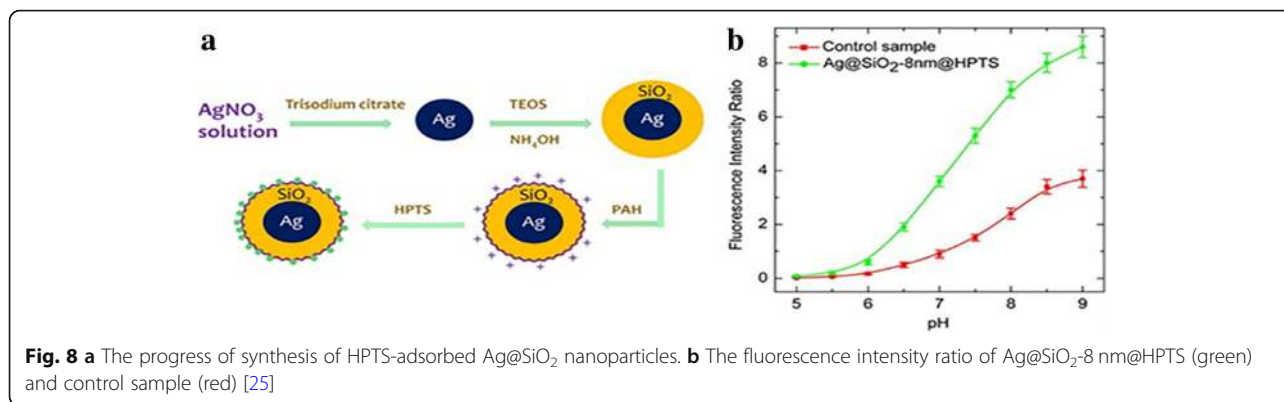 a
AgNO₃
solution
Trisodium citrate
Ag
TEOS
NH₄OH
SiO₂
Ag
PAH
SiO₂
Ag
HPTS
SiO₂
Ag
b
Control sample
Ag@SiO₂-8nm@HPTS
Fluorescence Intensity Ratio
8
6
4
2
0
5 6 7 8 9
pH
Fig. 8 a The progress of synthesis of HPTS-adsorbed Ag@SiO₂ nanoparticles. b The fluorescence intensity ratio of Ag@SiO₂-8 nm@HPTS (green)
and control sample (red) [25]